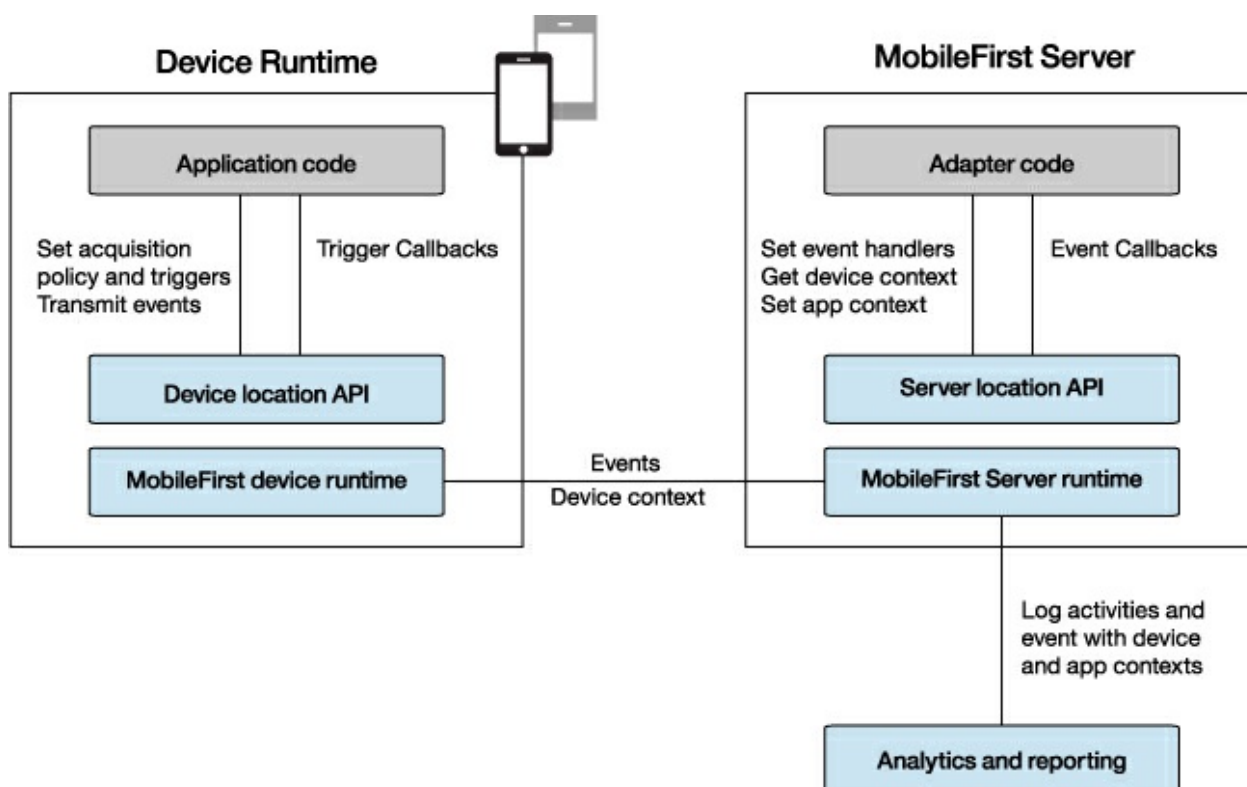 Device Runtime
MobileFirst Server
Application code
Set acquisition
policy and triggers
Transmit events
Trigger Callbacks
Device location API
MobileFirst device runtime
Events
Device context
Adapter code
Set event handlers
Get device context
Set app context
Event Callbacks
Server location API
MobileFirst Server runtime
Log activities and
event with device
and app contexts
Analytics and reporting